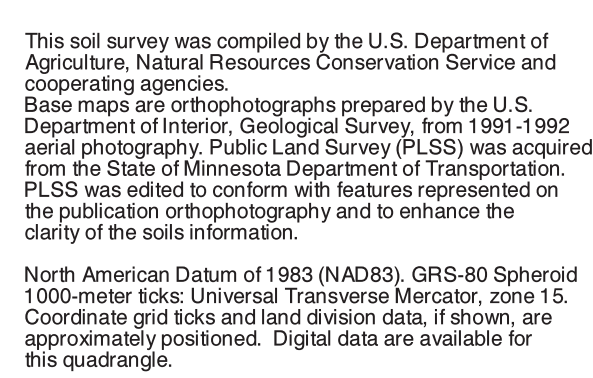 This soil survey was compiled by the U.S. Department of
Agriculture, Natural Resources Conservation Service and
cooperating agencies.
Base maps are orthophotographs prepared by the U.S.
Department of Interior, Geological Survey, from 1991-1992
aerial photography. Public Land Survey (PLSS) was acquired
from the State of Minnesota Department of Transportation.
PLSS was edited to conform with features represented on
the publication orthophotography and to enhance the
clarity of the soils information.

North American Datum of 1983 (NAD83). GRS-80 Spheroid
1000-meter ticks: Universal Transverse Mercator, zone 15.
Coordinate grid ticks and land division data, if shown, are
approximately positioned.  Digital data are available for
this quadrangle.